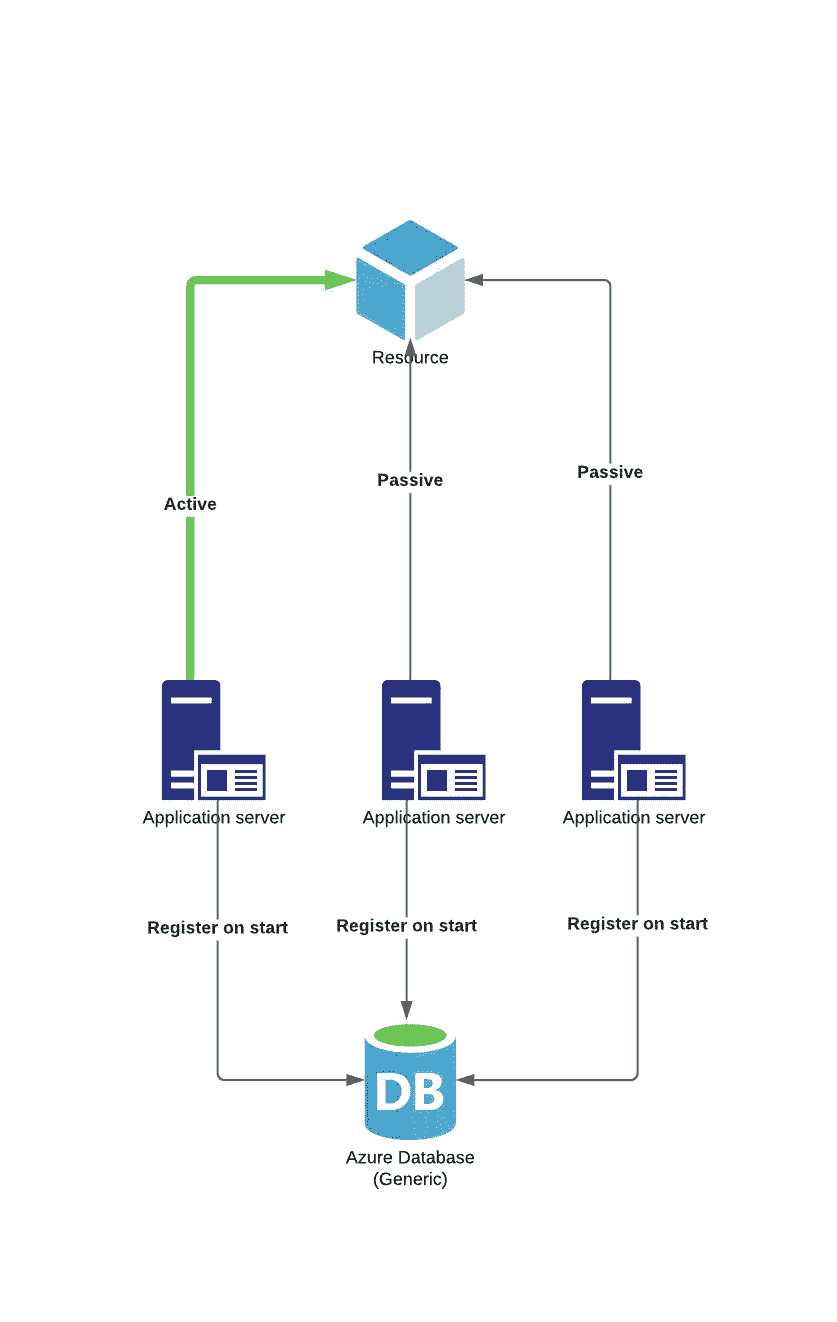 Resource
Passive
Passive
Active
Application server
Application server
Application server
Register on start
Register on start
Register on start
DB
Azure Database
(Generic)